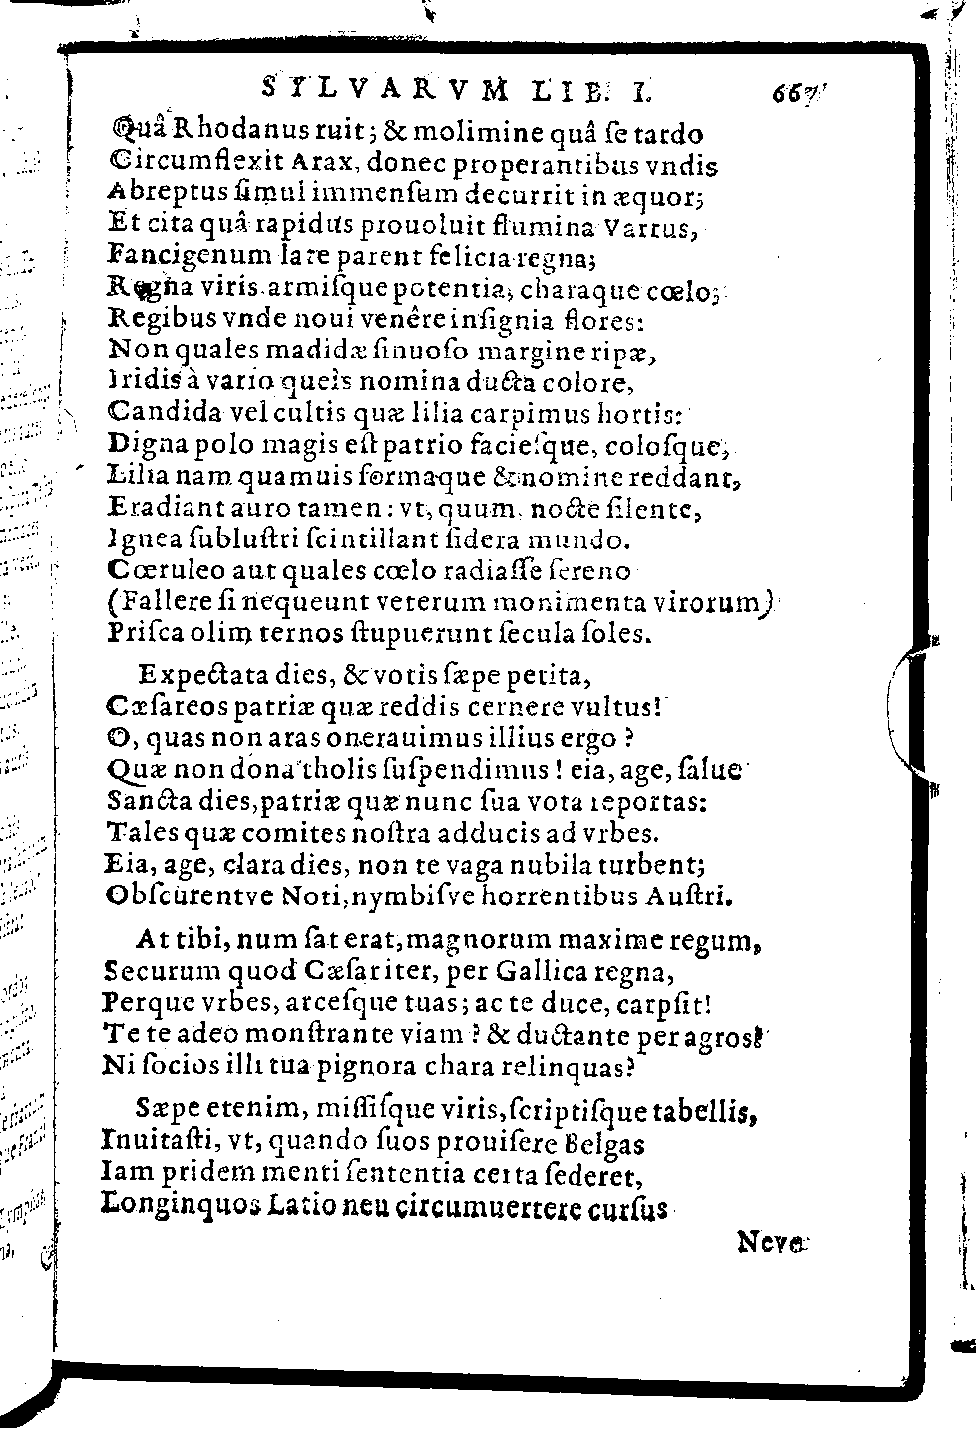 SYLVARVM LIB. I. 667
Quâ Rhodanus ruit; & molimine quâ ſe tardo
Circumflexit Arax, donec properantibus vndis
Abreptus ſimul immenſum decurrit in æquor;
Et cita quâ rapidus prouoluit flumina Vartus,
Fancigenum late parent felicia regna;
Regna viris armiſque potentia, charaque cœlo;
Regibus vnde noui venêre inſignia flores:
Non quales madidæ ſinuoſo margine ripæ,
Iridis à vario queis nomina ducta colore,
Candida vel cultis quæ lilia carpimus hortis:
Digna polo magis eſt patrio facieſque, coloſque,
Lilia nam quamuis formaque & nomine reddant,
Eradiant auro tamen: vt, quum, nocte ſilente,
Ignea ſubluſtri ſcintillant ſidera mundo.
Cœruleo aut quales cœlo radiaſſe ſereno
(Fallere ſi nequeunt veterum monimenta virorum)
Priſca olim ternos ſtupuerunt ſecula ſoles.
Expectata dies, & votis ſæpe petita,
Cæſareos patriæ quæ reddis cernere vultus!
O, quas non aras onerauimus illius ergo?
Quæ non dona tholis ſuſpendimus! eia, age, ſalue
Sancta dies, patriæ quæ nunc ſua vota reportas:
Tales quæ comites noſtra adducis ad vrbes.
Eia, age, clara dies, non te vaga nubila turbent;
Obſcurentve Noti, nymbiſve horrentibus Auſtri.
At tibi, num ſat erat, magnorum maxime regum,
Securum quod Cæſar iter, per Gallica regna,
Perque vrbes, arceſque tuas; ac te duce, carpſit!
Te te adeo monſtrante viam? & ductante per agros?
Ni ſocios illi tua pignora chara relinquas?
Sæpe etenim, miſſiſque viris, ſcriptiſque tabellis,
Inuitaſti, vt, quando ſuos prouiſere Belgas
Iam pridem menti ſententia certa ſederet,
Longinquos Latio neu circumuertere curſus
Neve